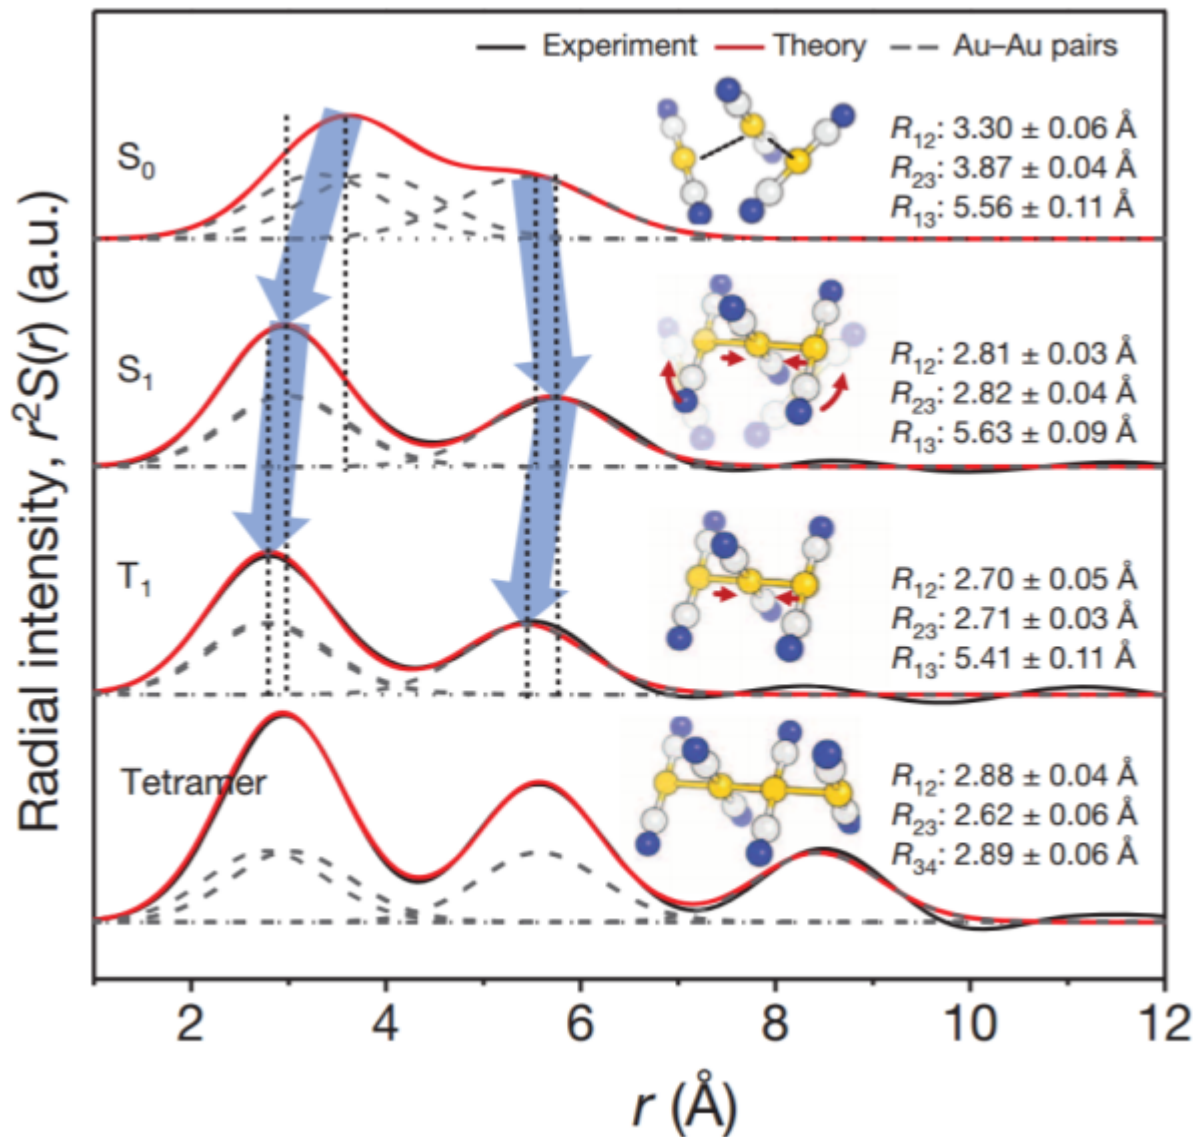 Experiment Theory Au–Au pairs
S₀
R₁₂: 3.30 ± 0.06 Å
R₂₃: 3.87 ± 0.04 Å
R₁₃: 5.56 ± 0.11 Å
S₁
R₁₂: 2.81 ± 0.03 Å
R₂₃: 2.82 ± 0.04 Å
R₁₃: 5.63 ± 0.09 Å
T₁
R₁₂: 2.70 ± 0.05 Å
R₂₃: 2.71 ± 0.03 Å
R₁₃: 5.41 ± 0.11 Å
Tetramer
R₁₂: 2.88 ± 0.04 Å
R₂₃: 2.62 ± 0.06 Å
R₃₄: 2.89 ± 0.06 Å
Radial intensity, r²S(r) (a.u.)
2 4 6 8 10 12
r (Å)